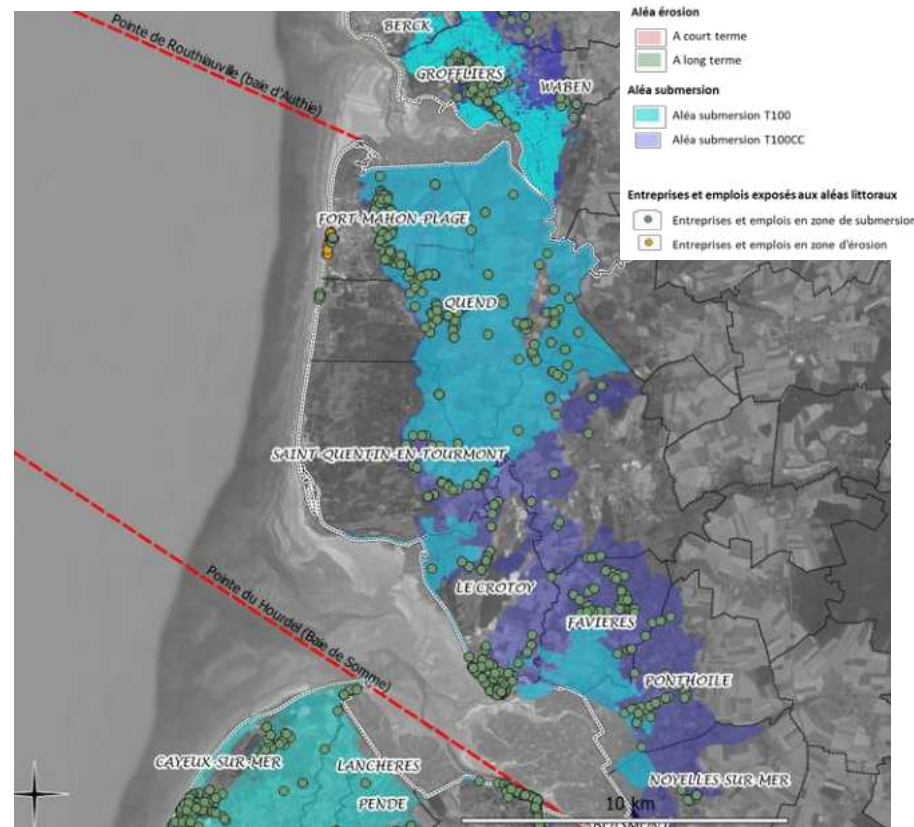 Aléa érosion
A court terme
A long terme
Aléa submersion
Aléa submersion T100
Aléa submersion T100CC
Entreprises et emplois exposés aux aléas littoraux
Entreprises et emplois en zone de submersion
Entreprises et emplois en zone d'érosion
BERCK
Pointe de Routhiauville (baie d'Authie)
GROFFLIERS
WABEN
FORT-MAHON-PLAGE
QUEND
SAINT-QUENTIN-EN-TOURMONT
LE CROTOY
FAVIERES
Pointe du Hourdel (Baie de Somme)
PONTHOILE
CAYEUX-SUR-MER
LANCHERES
NOYELLES-SUR-MER
PENDE
10 km